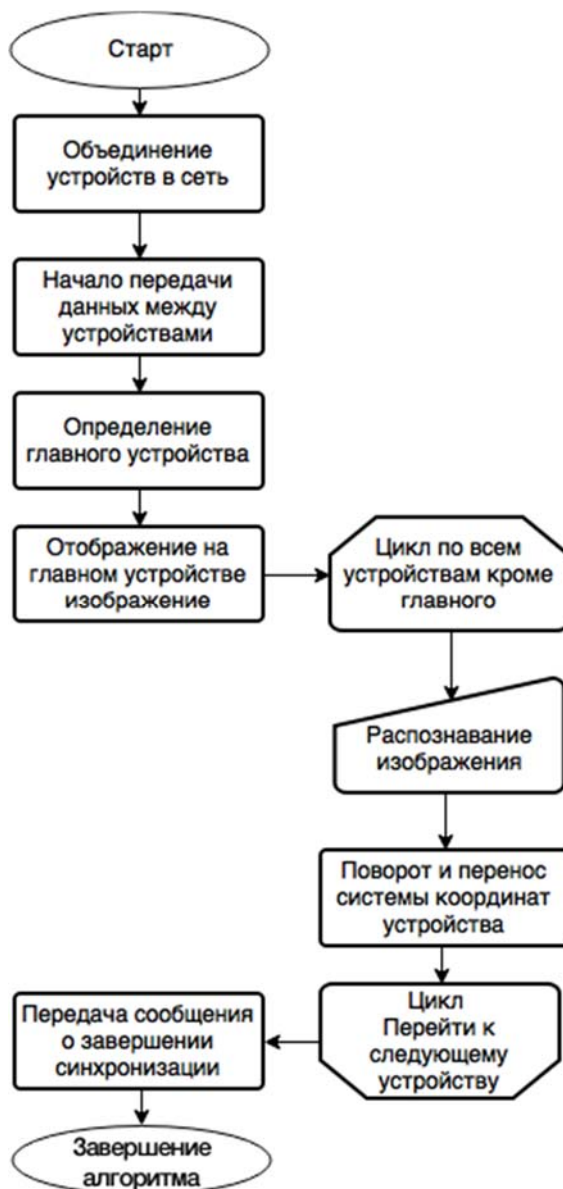 Старт
Объединение
устройств в сеть
Начало передачи
данных между
устройствами
Определение
главного устройства
Отображение на
главном устройстве
изображение
Цикл по всем
устройствам кроме
главного
Распознавание
изображения
Поворот и перенос
системы координат
устройства
Цикл
Перейти к
следующему
устройству
Передача сообщения
о завершении
синхронизации
Завершение
алгоритма